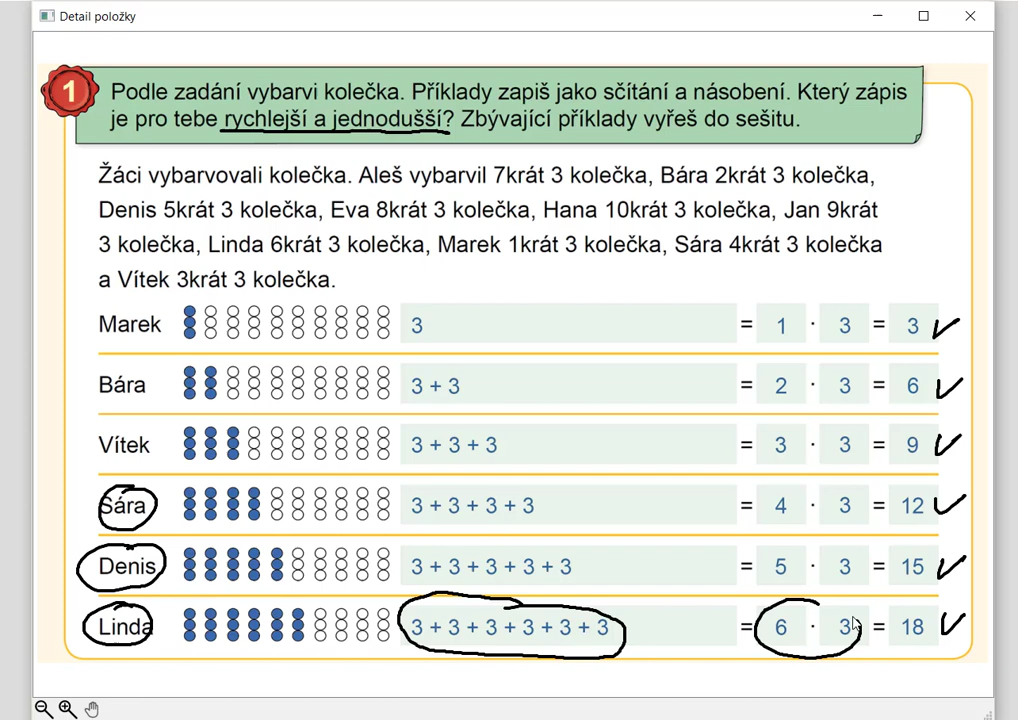 Detail položky
1
Podle zadání vybarvi kolečka. Příklady zapiš jako sčítání a násobení. Který zápis
je pro tebe rychlejší a jednodušší? Zbývající příklady vyřeš do sešitu.
Žáci vybarvovali kolečka. Aleš vybarvil 7krát 3 kolečka, Bára 2krát 3 kolečka,
Denis 5krát 3 kolečka, Eva 8krát 3 kolečka, Hana 10krát 3 kolečka, Jan 9krát
3 kolečka, Linda 6krát 3 kolečka, Marek 1krát 3 kolečka, Sára 4krát 3 kolečka
a Vítek 3krát 3 kolečka.
Marek 3 = 1 · 3 = 3
Bára 3 + 3 = 2 · 3 = 6
Vítek 3 + 3 + 3 = 3 · 3 = 9
Sára 3 + 3 + 3 + 3 = 4 · 3 = 12
Denis 3 + 3 + 3 + 3 + 3 = 5 · 3 = 15
Linda 3 + 3 + 3 + 3 + 3 + 3 = 6 · 3 = 18